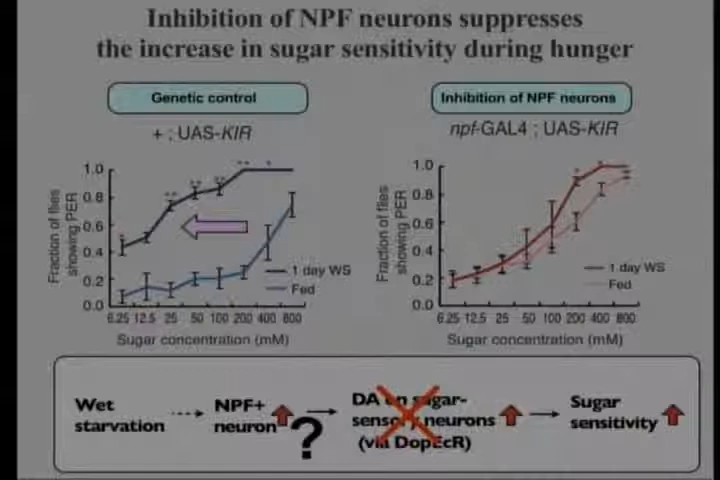 Inhibition of NPF neurons suppresses
the increase in sugar sensitivity during hunger
Genetic control
+ ; UAS-KIR
Fraction of flies
showing PER
1.0
0.8
0.6
0.4
0.2
0.0
** ** ** ** *
1 day WS
Fed
6.25 12.5 25 50 100 200 400 800
Sugar concentration (mM)
Inhibition of NPF neurons
npf-GAL4 ; UAS-KIR
Fraction of flies
showing PER
1.0
0.8
0.6
0.4
0.2
0.0
* *
1 day WS
Fed
6.25 12.5 25 50 100 200 400 800
Sugar concentration (mM)
Wet
starvation
NPF+
neuron
?
DA on sugar-
sensory neurons
(via DopEcR)
Sugar
sensitivity